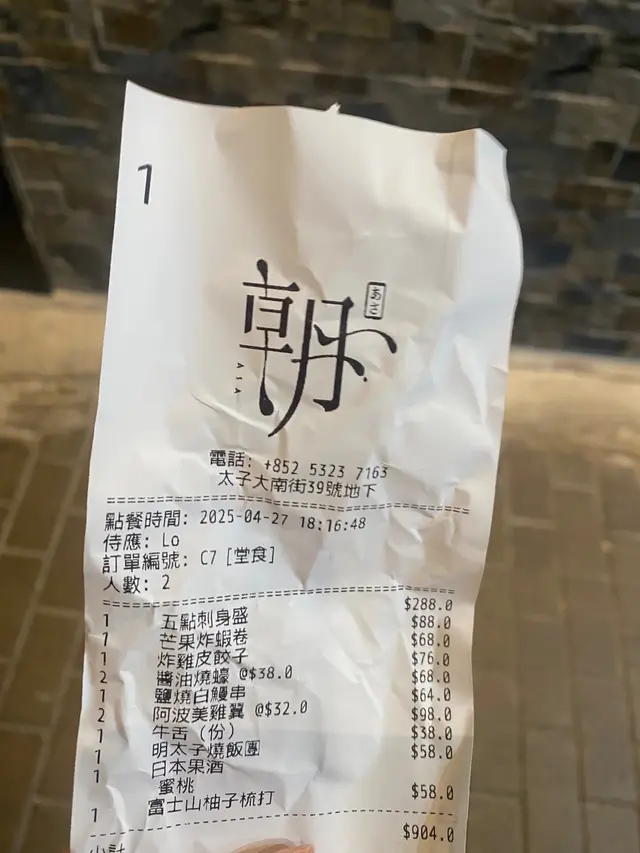 1
朝
あさ
ASA
電話: +852 5323 7163
太子大南街39號地下
點餐時間: 2025-04-27 18:16:48
侍應: Lo
訂單編號: C7 [堂食]
人數: 2
1 五點刺身盛 $288.0
1 芒果炸蝦卷 $88.0
1 炸雞皮餃子 $68.0
2 醬油燒蠔 @$38.0 $76.0
1 鹽燒白鰻串 $68.0
2 阿波美雞翼 @$32.0 $64.0
1 牛舌 (份) $98.0
1 明太子燒飯團 $38.0
1 日本果酒 $58.0
蜜桃
1 富士山柚子梳打 $58.0
小計 $904.0